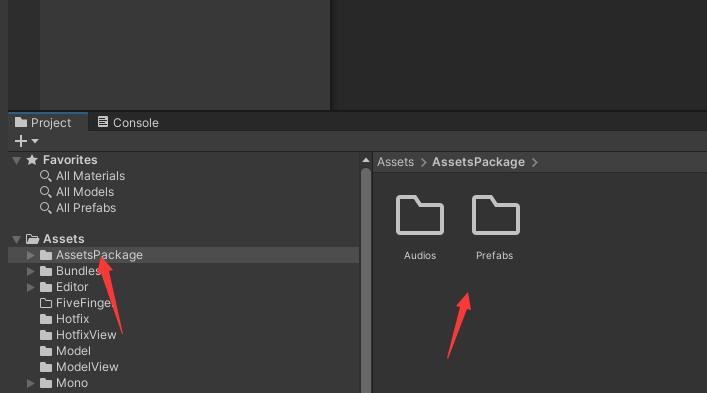 Project
Console
Favorites
All Materials
All Models
All Prefabs
Assets
AssetsPackage
Bundles
Editor
FiveFinger
Hotfix
HotfixView
Model
ModelView
Mono
Assets > AssetsPackage >
Audios
Prefabs